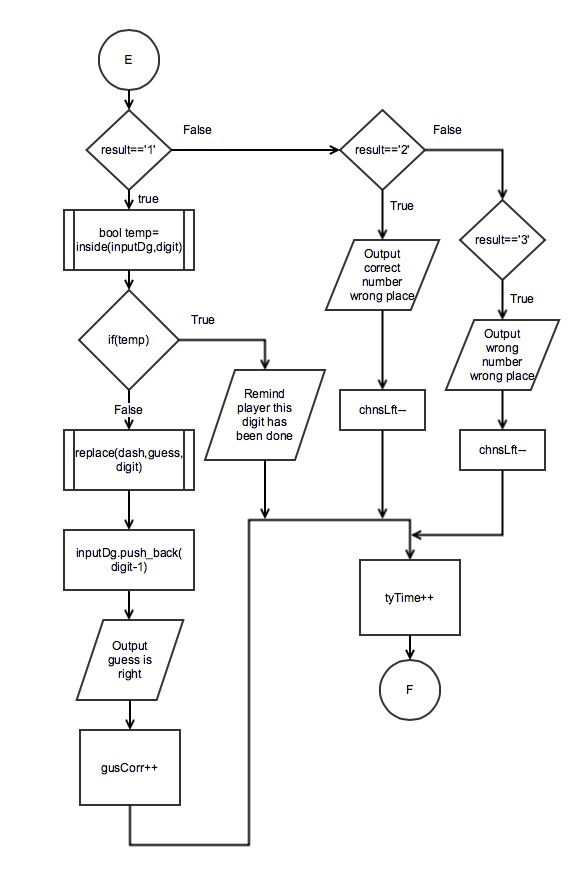 E
result=='1'
False
result=='2'
False
true
True
bool temp=
inside(inputDg,digit)
result=='3'
Output
correct
number
wrong place
True
if(temp)
True
Output
wrong
number
wrong place
Remind
player this
digit has
been done
chnsLft--
False
replace(dash,guess,
digit)
chnsLft--
inputDg.push_back(
digit-1)
tyTime++
Output
guess is
right
F
gusCorr++